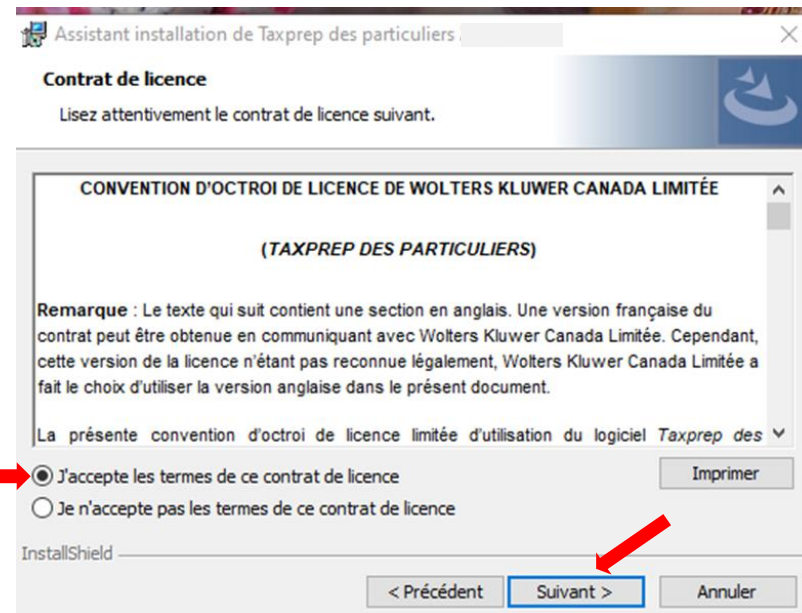 Assistant installation de Taxprep des particuliers
Contrat de licence
Lisez attentivement le contrat de licence suivant.
CONVENTION D'OCTROI DE LICENCE DE WOLTERS KLUWER CANADA LIMITÉE
(TAXPREP DES PARTICULIERS)
Remarque : Le texte qui suit contient une section en anglais. Une version française du
contrat peut être obtenue en communiquant avec Wolters Kluwer Canada Limitée. Cependant,
cette version de la licence n'étant pas reconnue légalement, Wolters Kluwer Canada Limitée a
fait le choix d'utiliser la version anglaise dans le présent document.
La présente convention d'octroi de licence limitée d'utilisation du logiciel Taxprep des
J'accepte les termes de ce contrat de licence
Imprimer
Je n'accepte pas les termes de ce contrat de licence
InstallShield
< Précédent
Suivant >
Annuler